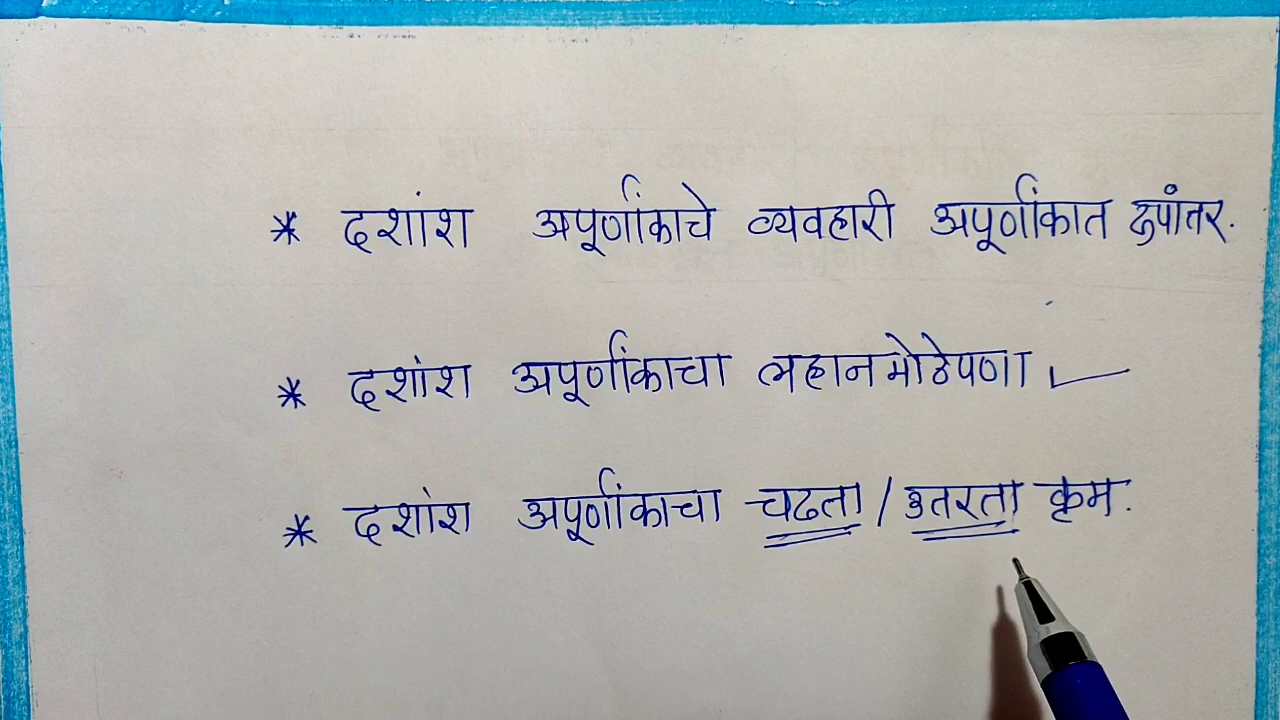 * दशांश अपूर्णांकाचे व्यवहारी अपूर्णांकात रुपांतर.
* दशांश अपूर्णांकाचा लहानमोठेपणा
* दशांश अपूर्णांकाचा चढता / उतरता क्रम.